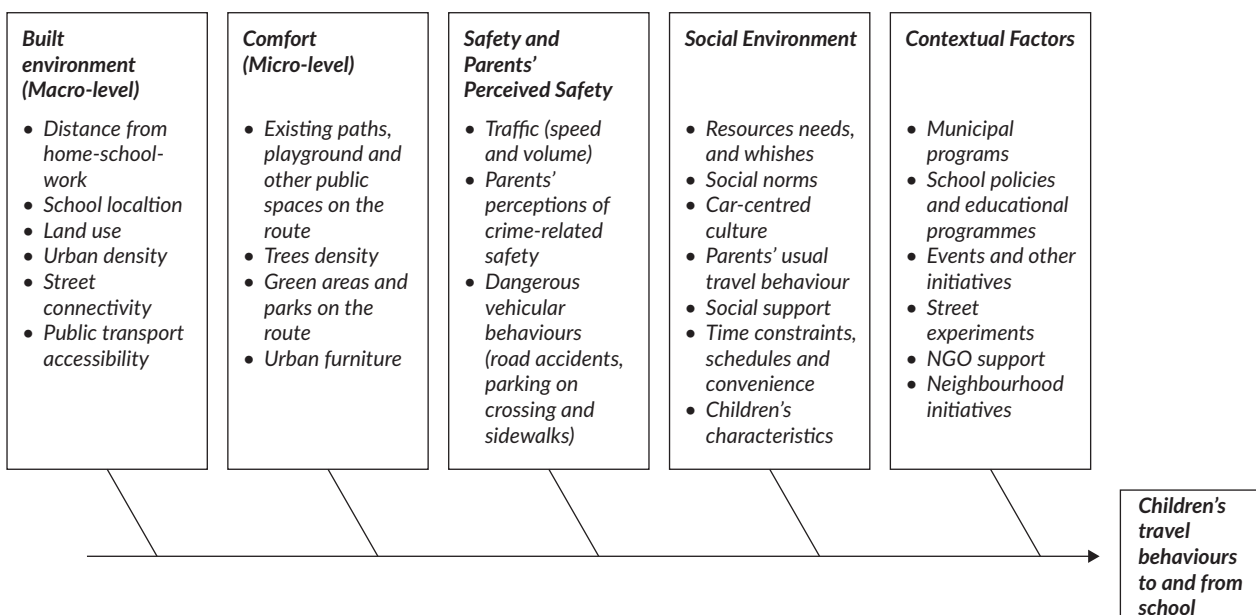 Built
environment
(Macro-level)
• Distance from
home-school-
work
• School localtion
• Land use
• Urban density
• Street
connectivity
• Public transport
accessibility
Comfort
(Micro-level)
• Existing paths,
playground and
other public
spaces on the
route
• Trees density
• Green areas and
parks on the
route
• Urban furniture
Safety and
Parents'
Perceived Safety
• Traffic (speed
and volume)
• Parents'
perceptions of
crime-related
safety
• Dangerous
vehicular
behaviours
(road accidents,
parking on
crossing and
sidewalks)
Social Environment
• Resources needs,
and whishes
• Social norms
• Car-centred
culture
• Parents' usual
travel behaviour
• Social support
• Time constraints,
schedules and
convenience
• Children's
characteristics
Contextual Factors
• Municipal
programs
• School policies
and educational
programmes
• Events and other
initiatives
• Street
experiments
• NGO support
• Neighbourhood
initiatives
Children's
travel
behaviours
to and from
school